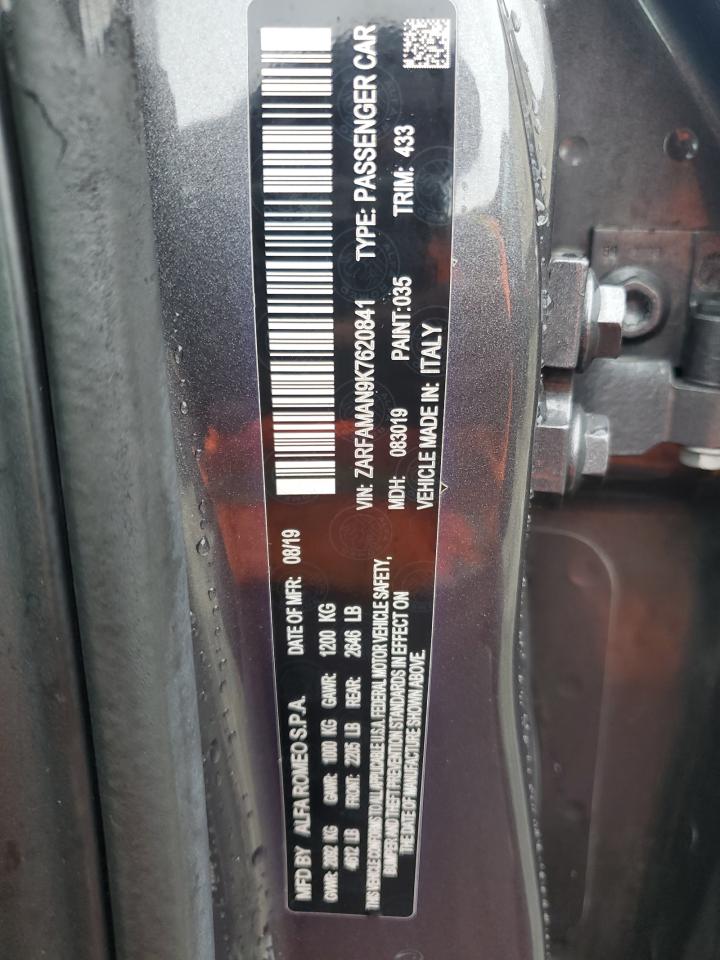 MFD BY ALFA ROMEO S.P.A. DATE OF MFR: 08/19
GVWR: 2092 KG GAWR: 1000 KG GAWR: 1200 KG
4612 LB FRONT: 2205 LB REAR: 2646 LB
THIS VEHICLE CONFORMS TO ALL APPLICABLE U.S.A. FEDERAL MOTOR VEHICLE SAFETY,
BUMPER AND THEFT PREVENTION STANDARDS IN EFFECT ON
THE DATE OF MANUFACTURE SHOWN ABOVE.
VIN: ZARFAMAN9K7620841 TYPE: PASSENGER CAR
MDH: 083019 PAINT:035 TRIM: 433
VEHICLE MADE IN: ITALY